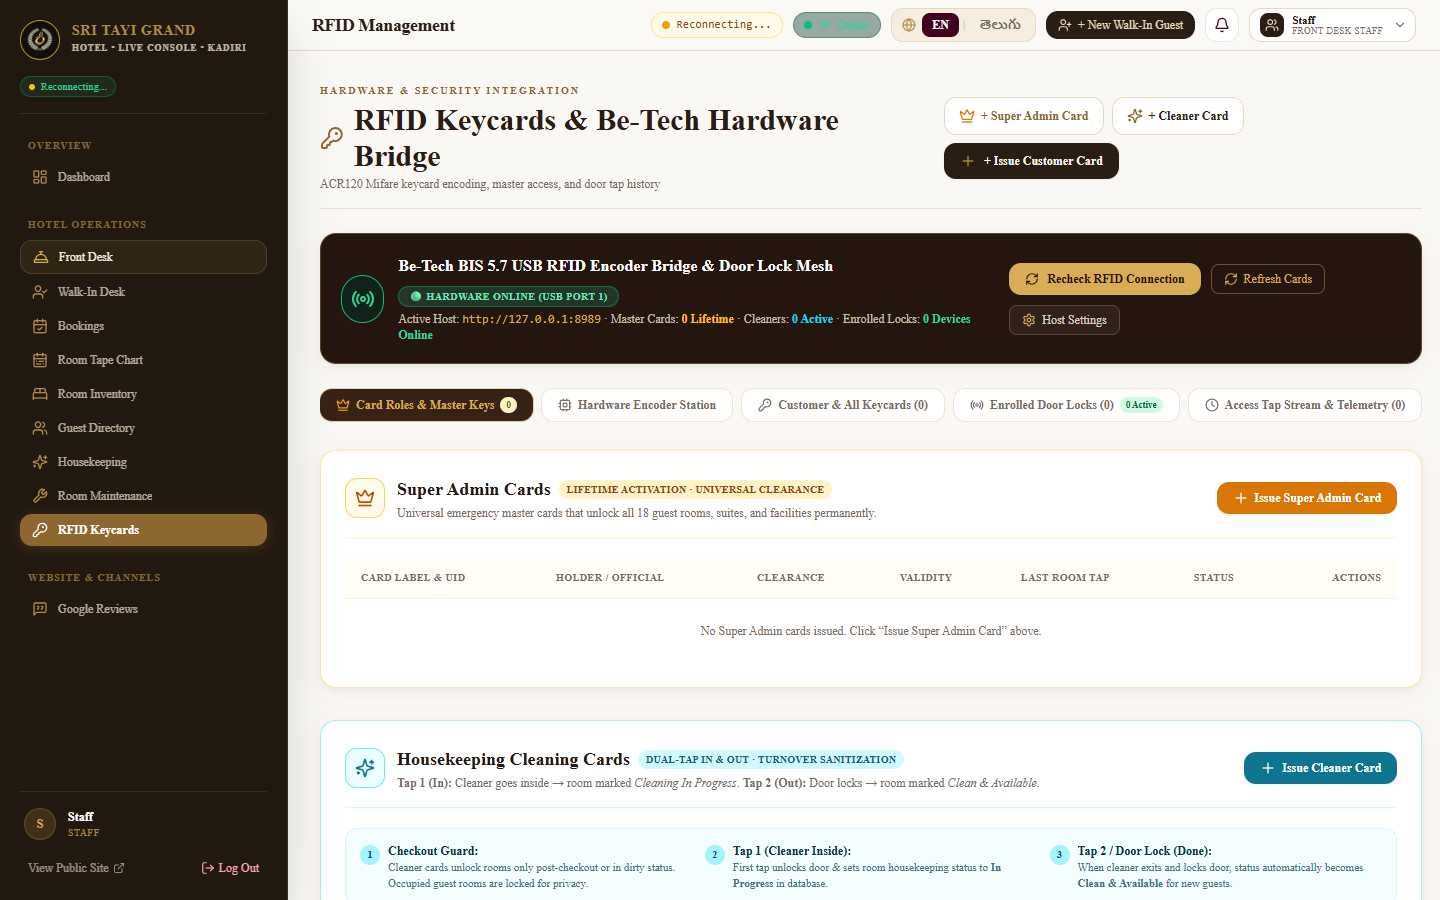 SRI TAYI GRAND
HOTEL • LIVE CONSOLE • KADIRI
Reconnecting...
OVERVIEW
Dashboard
HOTEL OPERATIONS
Front Desk
Walk-In Desk
Bookings
Room Tape Chart
Room Inventory
Guest Directory
Housekeeping
Room Maintenance
RFID Keycards
WEBSITE & CHANNELS
Google Reviews
S
Staff
STAFF
View Public Site
Log Out
RFID Management
Reconnecting...
Online
EN
తెలుగు
+ New Walk-In Guest
Staff
FRONT DESK STAFF
HARDWARE & SECURITY INTEGRATION
RFID Keycards & Be-Tech Hardware
Bridge
ACR120 Mifare keycard encoding, master access, and door tap history
+ Super Admin Card
+ Cleaner Card
+ Issue Customer Card
Be-Tech BIS 5.7 USB RFID Encoder Bridge & Door Lock Mesh
HARDWARE ONLINE (USB PORT 1)
Active Host: http://127.0.0.1:8989 · Master Cards: 0 Lifetime · Cleaners: 0 Active · Enrolled Locks: 0 Devices
Online
Recheck RFID Connection
Refresh Cards
Host Settings
Card Roles & Master Keys 0
Hardware Encoder Station
Customer & All Keycards (0)
Enrolled Door Locks (0) 0 Active
Access Tap Stream & Telemetry (0)
Super Admin Cards
LIFETIME ACTIVATION · UNIVERSAL CLEARANCE
Universal emergency master cards that unlock all 18 guest rooms, suites, and facilities permanently.
Issue Super Admin Card
CARD LABEL & UID HOLDER / OFFICIAL CLEARANCE VALIDITY LAST ROOM TAP STATUS ACTIONS
No Super Admin cards issued. Click “Issue Super Admin Card” above.
Housekeeping Cleaning Cards
DUAL-TAP IN & OUT · TURNOVER SANITIZATION
Tap 1 (In): Cleaner goes inside → room marked Cleaning In Progress. Tap 2 (Out): Door locks → room marked Clean & Available.
Issue Cleaner Card
1 Checkout Guard:
Cleaner cards unlock rooms only post-checkout or in dirty status.
Occupied guest rooms are locked for privacy.
2 Tap 1 (Cleaner Inside):
First tap unlocks door & sets room housekeeping status to In
Progress in database.
3 Tap 2 / Door Lock (Done):
When cleaner exits and locks door, status automatically becomes
Clean & Available for new guests.